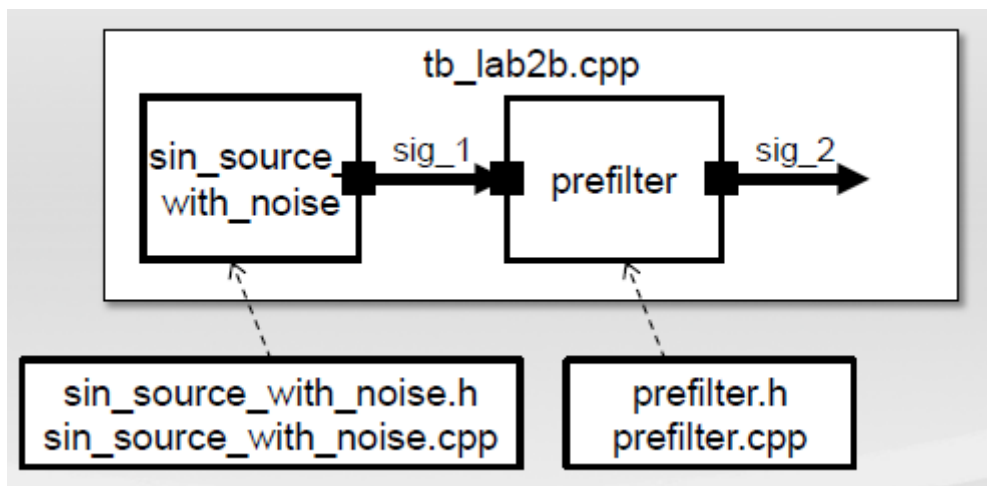 tb_lab2b.cpp
sin_source_
with_noise
sig_1
prefilter
sig_2
sin_source_with_noise.h
sin_source_with_noise.cpp
prefilter.h
prefilter.cpp